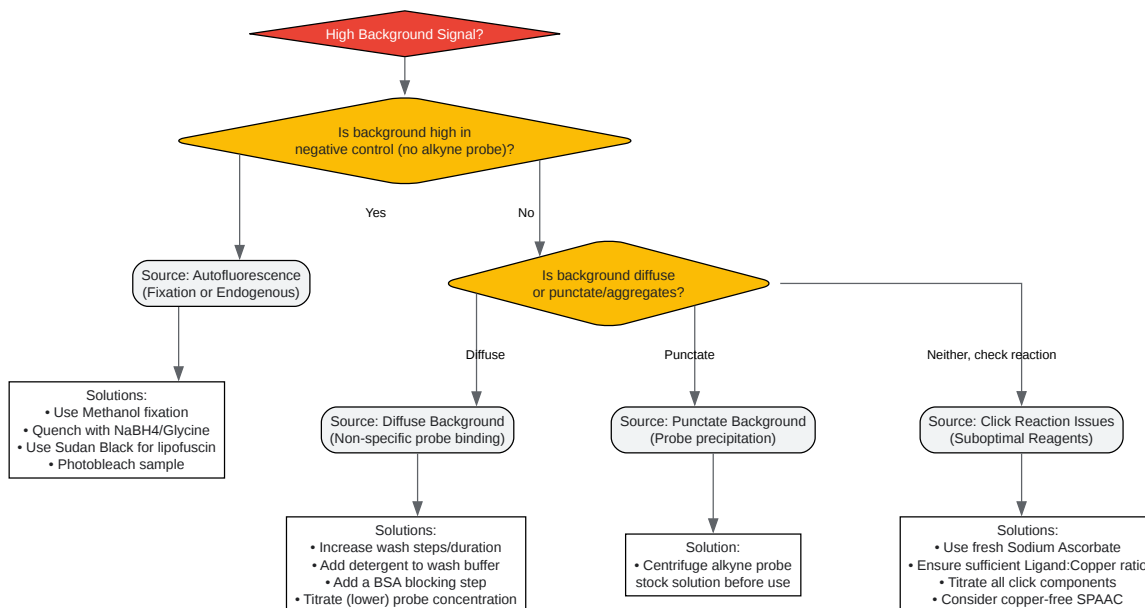 High Background Signal?
Is background high in
negative control (no alkyne probe)?
Yes
No
Source: Autofluorescence
(Fixation or Endogenous)
Is background diffuse
or punctate/aggregates?
Diffuse
Punctate
Neither, check reaction
Solutions:
• Use Methanol fixation
• Quench with NaBH4/Glycine
• Use Sudan Black for lipofuscin
• Photobleach sample
Source: Diffuse Background
(Non-specific probe binding)
Source: Punctate Background
(Probe precipitation)
Source: Click Reaction Issues
(Suboptimal Reagents)
Solutions:
• Increase wash steps/duration
• Add detergent to wash buffer
• Add a BSA blocking step
• Titrate (lower) probe concentration
Solution:
• Centrifuge alkyne probe
stock solution before use
Solutions:
• Use fresh Sodium Ascorbate
• Ensure sufficient Ligand:Copper ratio
• Titrate all click components
• Consider copper-free SPAAC